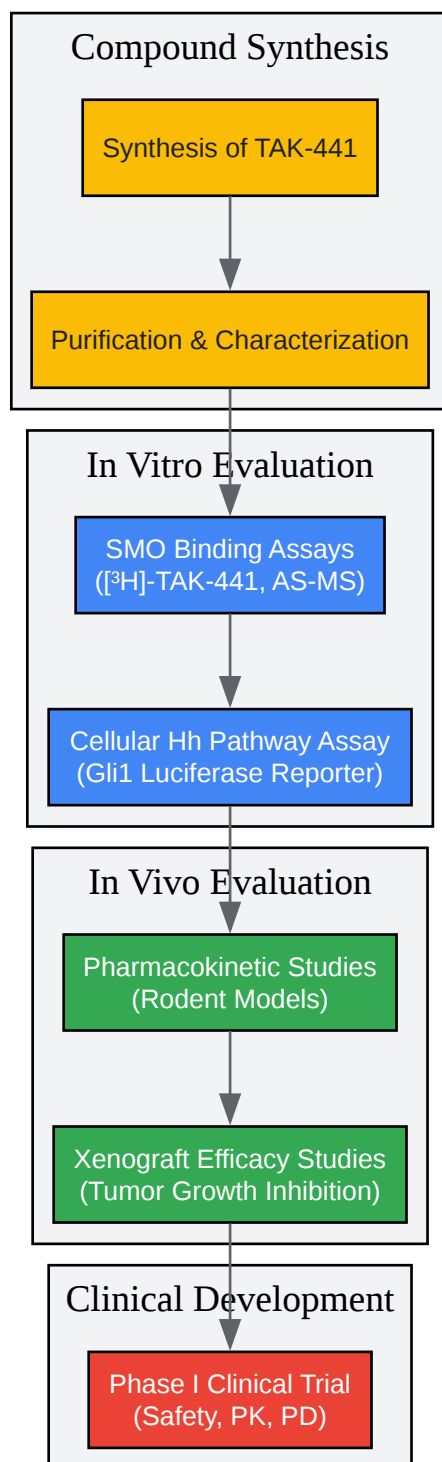 Compound Synthesis
Synthesis of TAK-441
Purification & Characterization
In Vitro Evaluation
SMO Binding Assays
([³H]-TAK-441, AS-MS)
Cellular Hh Pathway Assay
(Gli1 Luciferase Reporter)
In Vivo Evaluation
Pharmacokinetic Studies
(Rodent Models)
Xenograft Efficacy Studies
(Tumor Growth Inhibition)
Clinical Development
Phase I Clinical Trial
(Safety, PK, PD)